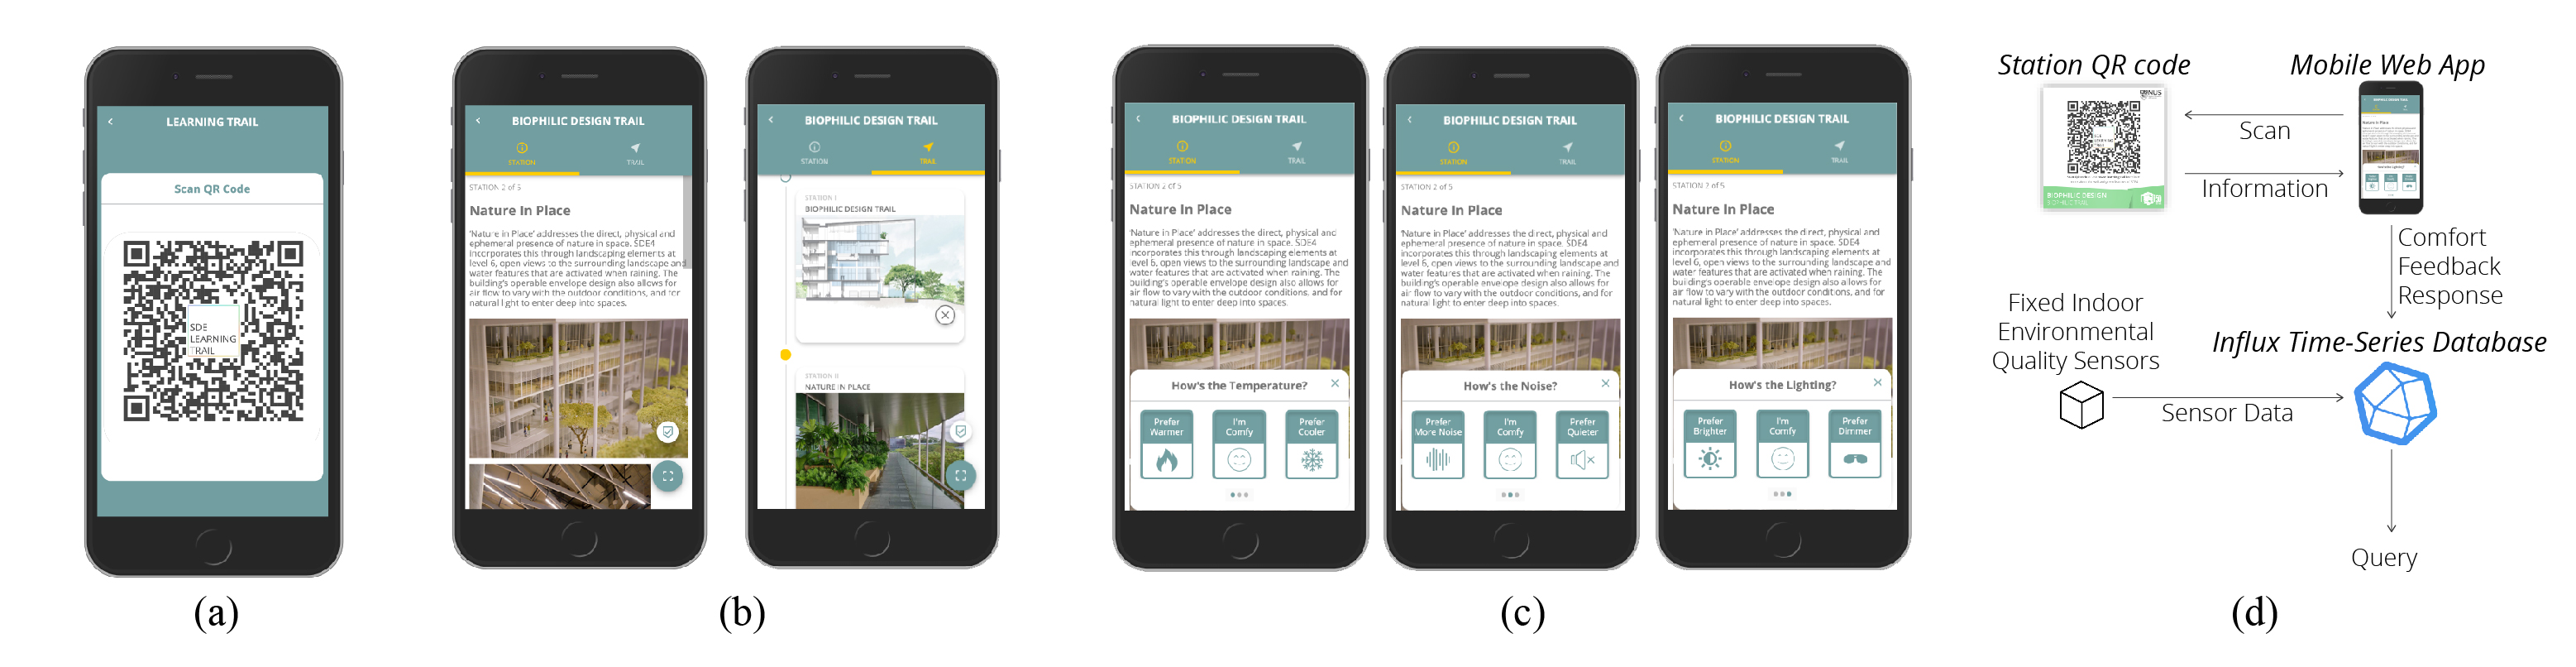 LEARNING TRAIL
Scan QR Code
SDE
LEARNING
TRAIL
(a)
BIOPHILIC DESIGN TRAIL
STATION
TRAIL
STATION 2 of 5
Nature In Place
'Nature in Place' addresses the direct, physical and
ephemeral presence of nature in space. SDE4
incorporates this through landscaping elements at
level 6, open views to the surrounding landscape and
water features that are activated when raining. The
building's operable envelope design also allows for
air flow to vary with the outdoor conditions, and for
natural light to enter deep into spaces.
BIOPHILIC DESIGN TRAIL
STATION
TRAIL
STATION I
BIOPHILIC DESIGN TRAIL
STATION II
NATURE IN PLACE
(b)
BIOPHILIC DESIGN TRAIL
STATION
TRAIL
STATION 2 of 5
Nature In Place
'Nature in Place' addresses the direct, physical and
ephemeral presence of nature in space. SDE4
incorporates this through landscaping elements at
level 6, open views to the surrounding landscape and
water features that are activated when raining. The
building's operable envelope design also allows for
air flow to vary with the outdoor conditions, and for
natural light to enter deep into spaces.
How's the Temperature?
Prefer Warmer
I'm Comfy
Prefer Cooler
BIOPHILIC DESIGN TRAIL
STATION
TRAIL
STATION 2 of 5
Nature In Place
'Nature in Place' addresses the direct, physical and
ephemeral presence of nature in space. SDE4
incorporates this through landscaping elements at
level 6, open views to the surrounding landscape and
water features that are activated when raining. The
building's operable envelope design also allows for
air flow to vary with the outdoor conditions, and for
natural light to enter deep into spaces.
How's the Noise?
Prefer More Noise
I'm Comfy
Prefer Quieter
BIOPHILIC DESIGN TRAIL
STATION
TRAIL
STATION 2 of 5
Nature In Place
'Nature in Place' addresses the direct, physical and
ephemeral presence of nature in space. SDE4
incorporates this through landscaping elements at
level 6, open views to the surrounding landscape and
water features that are activated when raining. The
building's operable envelope design also allows for
air flow to vary with the outdoor conditions, and for
natural light to enter deep into spaces.
How's the Lighting?
Prefer Brighter
I'm Comfy
Prefer Dimmer
(c)
Station QR code
Mobile Web App
NUS
BIOPHILIC DESIGN
Scan
Information
Comfort
Feedback
Response
Fixed Indoor
Environmental
Quality Sensors
Influx Time-Series Database
Sensor Data
Query
(d)